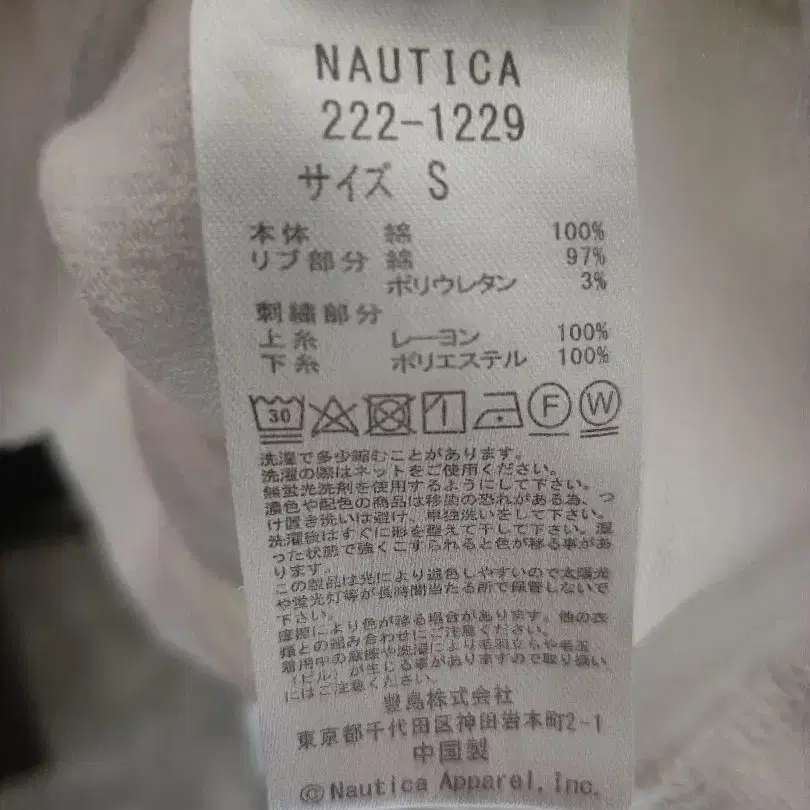 NAUTICA
222-1229
サイズ S
本体 綿 100%
リブ部分 綿 97%
ポリウレタン 3%
刺繍部分
上糸 レーヨン 100%
下糸 ポリエステル 100%
30 F W
洗濯で多少縮むことがあります。
洗濯の際はネットをご使用ください。
無蛍光洗剤を使用するようにして下さい。
濃色や配色の商品は移染の恐れがある為、つ
け置き洗いは避け、単独洗いをして下さい。
洗濯後はすぐに形を整えて干して下さい。湿
った状態で強くこすられると色が移る事があ
ります。
この製品は光により退色しやすいので太陽光
や蛍光灯等が長時間当たる所で保管しないで
下さい。
摩擦により色が移る場合があります。他の衣
類との組み合わせにご注意ください。
着用中の摩擦や洗濯により毛羽立ちや毛玉
(ピル)が生じる事がありますので取り扱い
にはご注意ください。
豊島株式会社
東京都千代田区神田岩本町2-1
中国製
©Nautica Apparel, Inc.